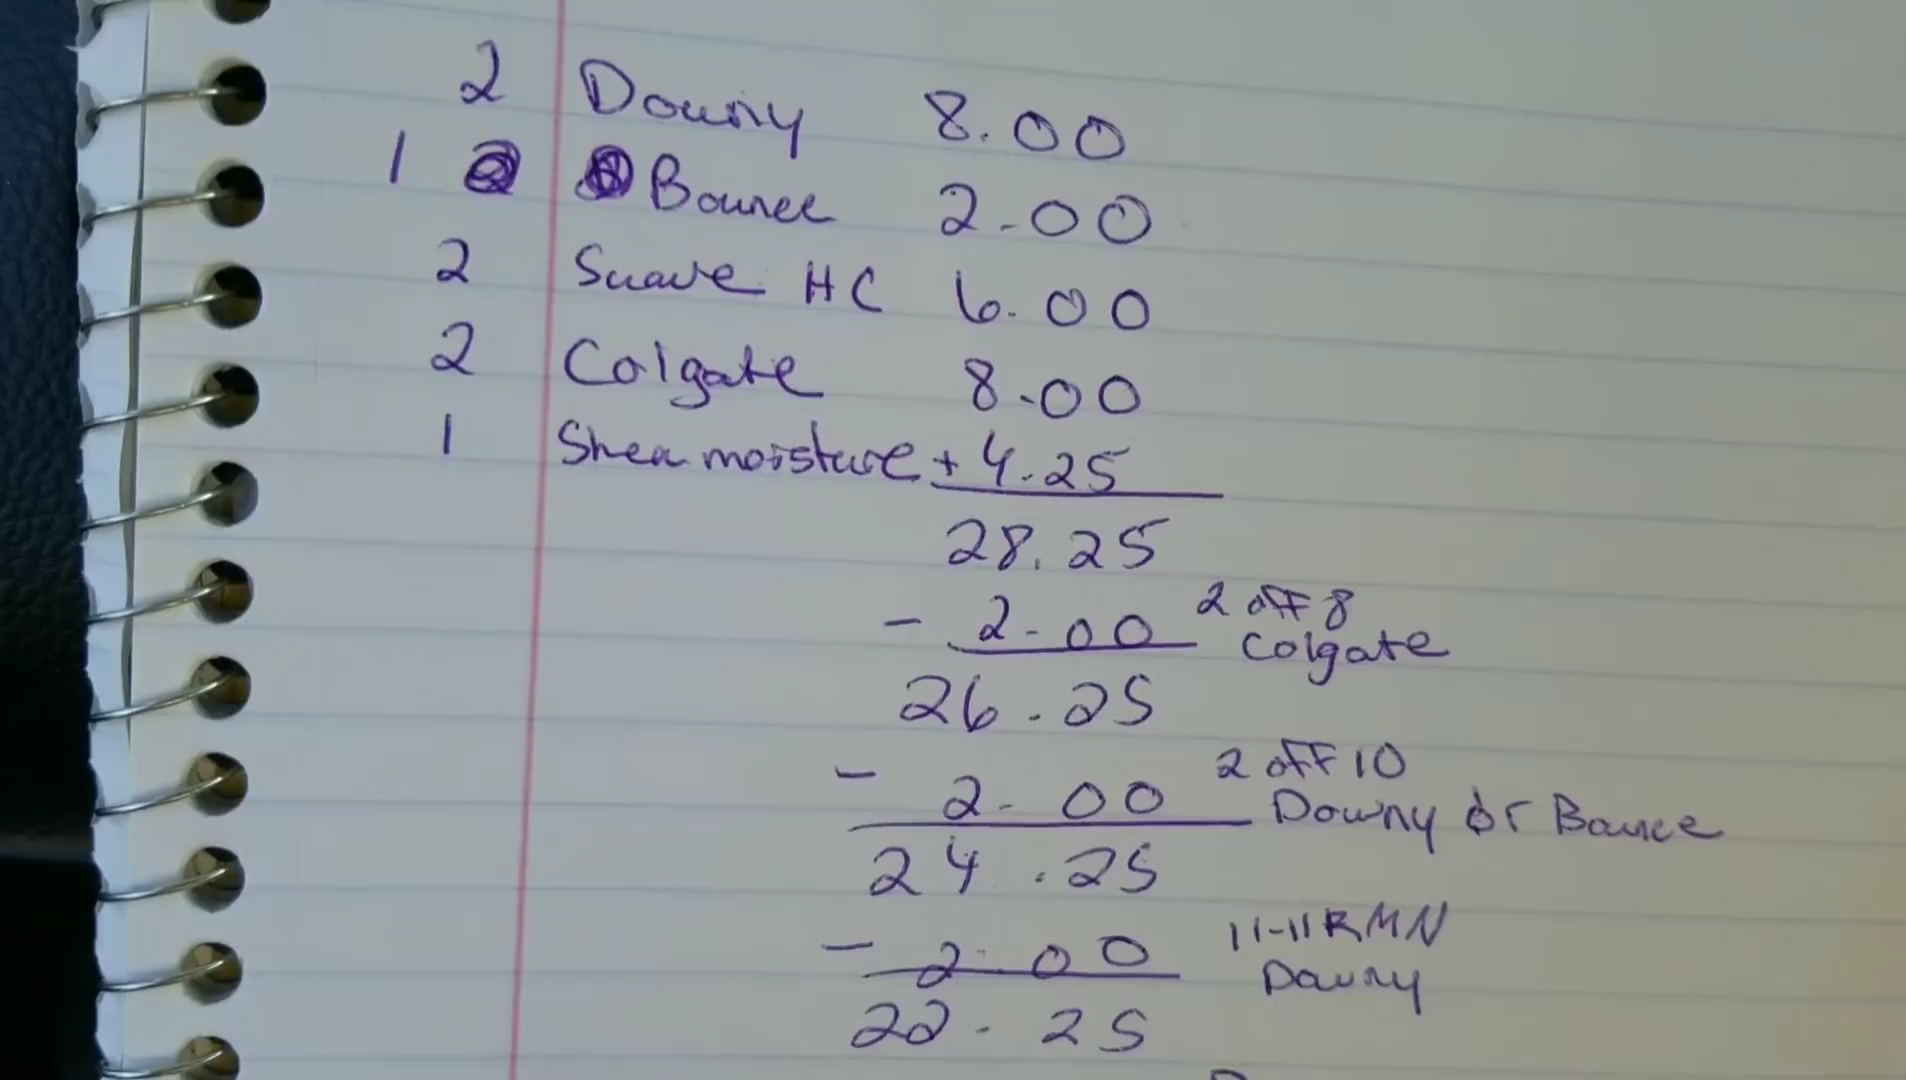 2 Downy 8.00
1 Bounce 2.00
2 Suave HC 6.00
2 Colgate 8.00
1 Shea moisture + 4.25
28.25
- 2.00 2 off 8
Colgate
26.25
- 2.00 2 off 10
Downy or Bounce
24.25
- 2.00 11-11 RMN
Downy
22.25